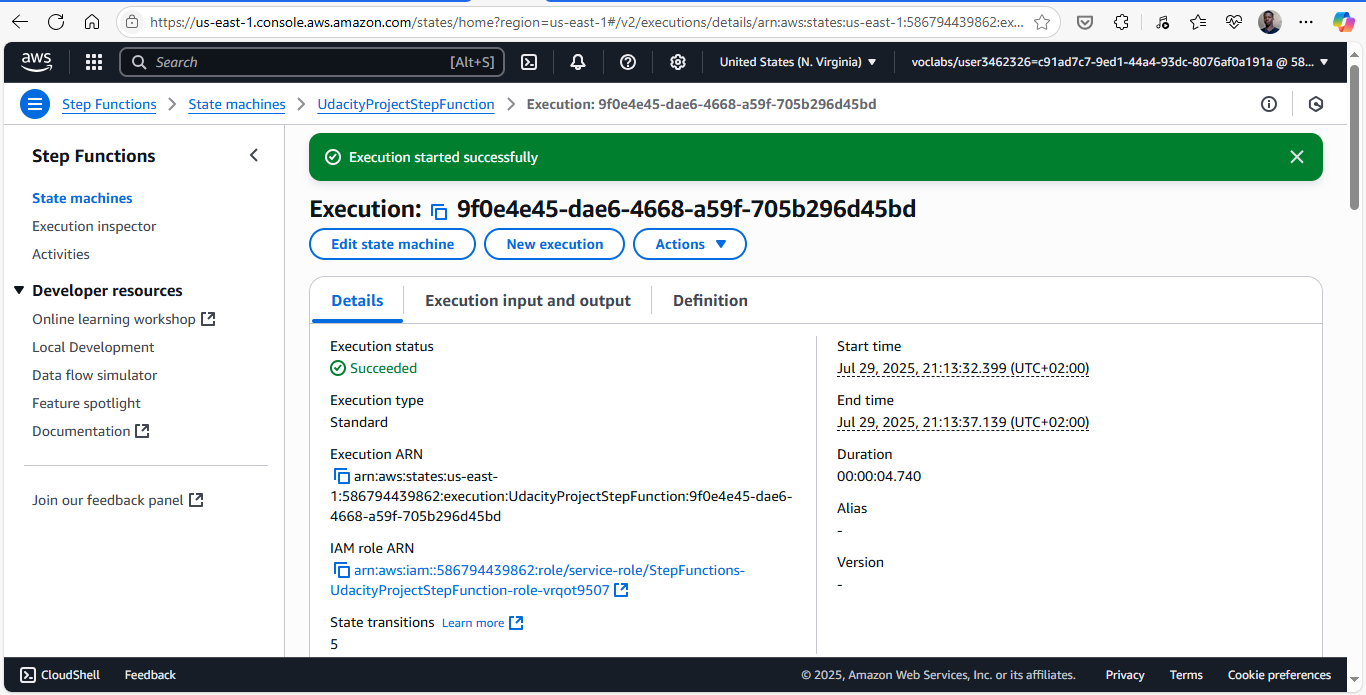 https://us-east-1.console.aws.amazon.com/states/home?region=us-east-1#/v2/executions/details/arn:aws:states:us-east-1:586794439862:ex...
aws
Search
[Alt+S]
United States (N. Virginia)
voclabs/user3462326=c91ad7c7-9ed1-44a4-93dc-8076af0a191a @ 58...
Step Functions
State machines
UdacityProjectStepFunction
Execution: 9f0e4e45-dae6-4668-a59f-705b296d45bd
Step Functions
State machines
Execution inspector
Activities
Developer resources
Online learning workshop
Local Development
Data flow simulator
Feature spotlight
Documentation
Join our feedback panel
Execution started successfully
Execution: 9f0e4e45-dae6-4668-a59f-705b296d45bd
Edit state machine
New execution
Actions
Details
Execution input and output
Definition
Execution status
Succeeded
Execution type
Standard
Execution ARN
arn:aws:states:us-east-
1:586794439862:execution:UdacityProjectStepFunction:9f0e4e45-dae6-
4668-a59f-705b296d45bd
IAM role ARN
arn:aws:iam::586794439862:role/service-role/StepFunctions-
UdacityProjectStepFunction-role-vrqot9507
State transitions Learn more
5
Start time
Jul 29, 2025, 21:13:32.399 (UTC+02:00)
End time
Jul 29, 2025, 21:13:37.139 (UTC+02:00)
Duration
00:00:04.740
Alias
-
Version
-
CloudShell
Feedback
© 2025, Amazon Web Services, Inc. or its affiliates.
Privacy
Terms
Cookie preferences